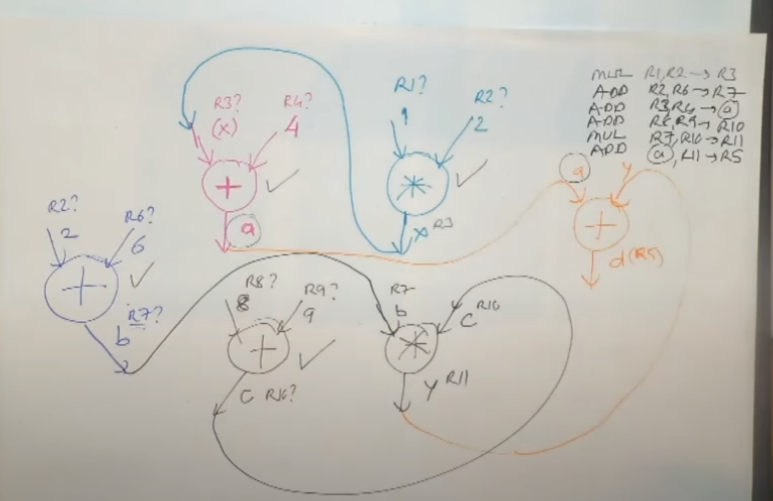 MUL R1, R2 → R3
ADD R2, R6 → R7
ADD R3, R4 → a
ADD R8, R9 → R10
MUL R7, R10 → R11
ADD a, R11 → R5
R3? R4?
(x) 4
+
a
R1? R2?
1 2
*
x R3
a y
+
d (R5)
R2? R6?
2 6
+
R7?
b
R8? R9?
8 9
+
C R10?
R7 R10
b C
*
y R11